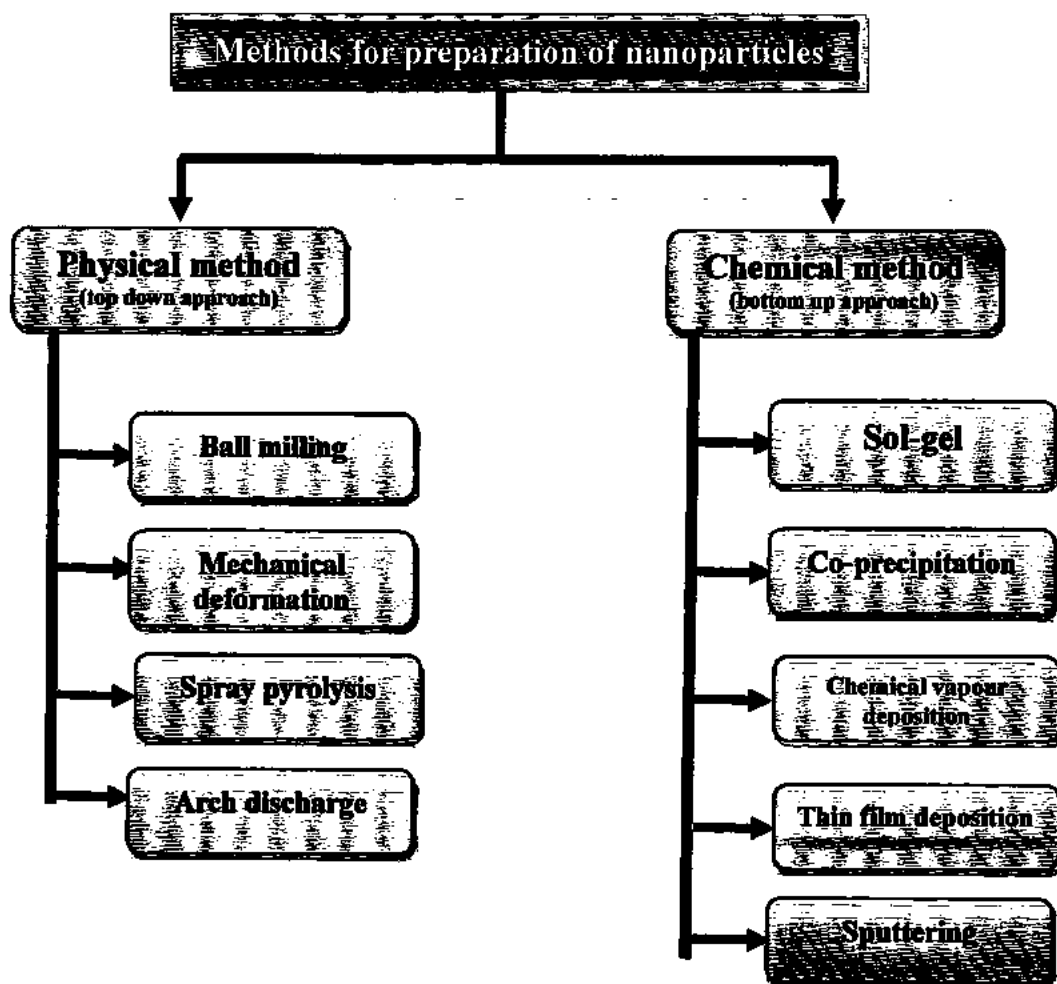 Methods for preparation of nanoparticles
Physical method
(top down approach)
Chemical method
(bottom up approach)
Ball milling
Mechanical
deformation
Spray pyrolysis
Arch discharge
Sol-gel
Co-precipitation
Chemical vapour
deposition
Thin film deposition
Sputtering